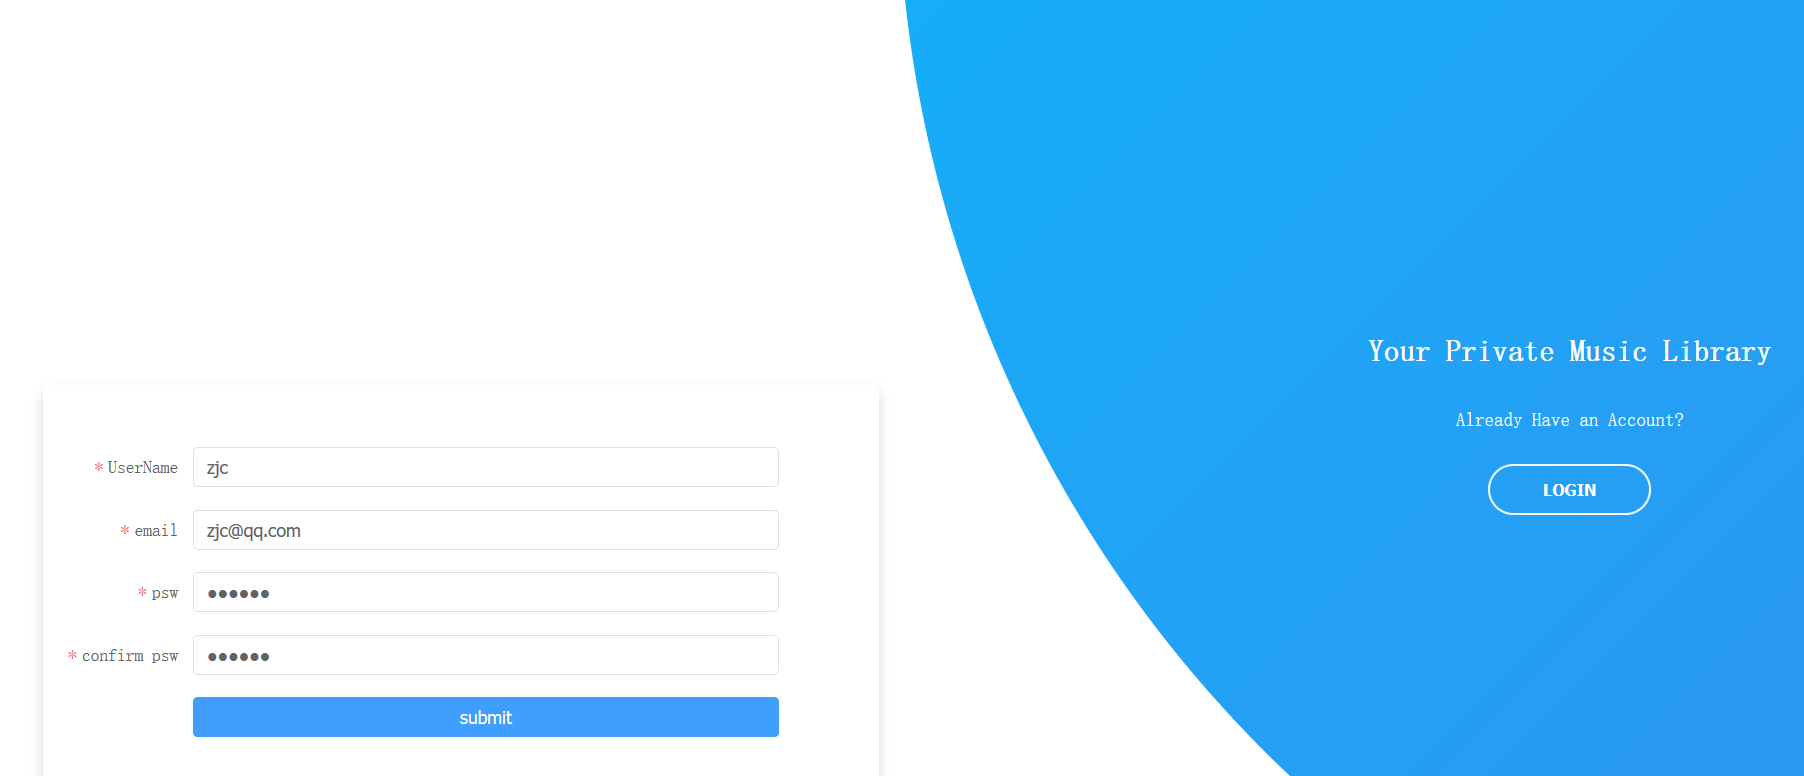 * UserName zjc
* email zjc@qq.com
* psw ●●●●●●
* confirm psw ●●●●●●
submit
Your Private Music Library
Already Have an Account?
LOGIN